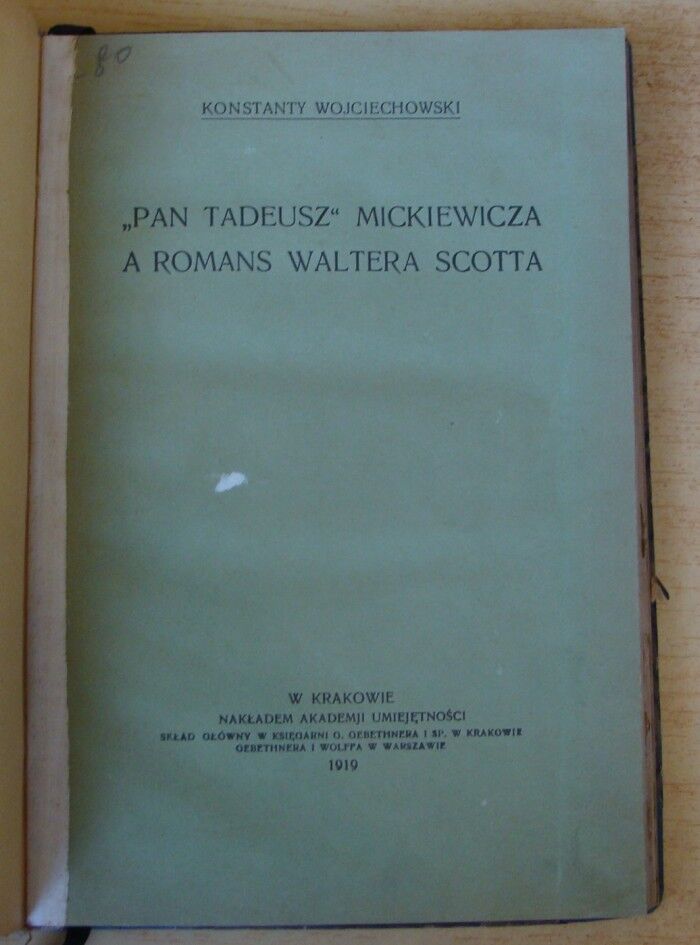 80
KONSTANTY WOJCIECHOWSKI
„PAN TADEUSZ“ MICKIEWICZA
A ROMANS WALTERA SCOTTA
W KRAKOWIE
NAKŁADEM AKADEMJI UMIEJĘTNOŚCI
SKŁAD GŁÓWNY W KSIĘGARNI G. GEBETHNERA I SP. W KRAKOWIE
GEBETHNERA I WOLFFA W WARSZAWIE
1919